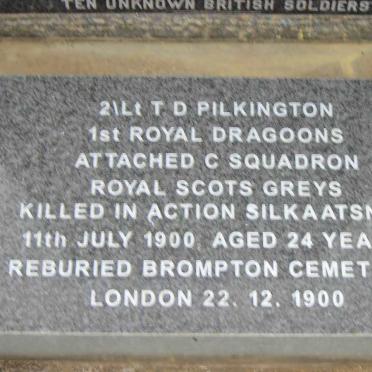 TEN UNKNOWN BRITISH SOLDIERS
2\Lt T D PILKINGTON
1st ROYAL DRAGOONS
ATTACHED C SQUADRON
ROYAL SCOTS GREYS
KILLED IN ACTION SILKAATSN
11th JULY 1900, AGED 24 YEA
REBURIED BROMPTON CEMET
LONDON 22. 12. 1900